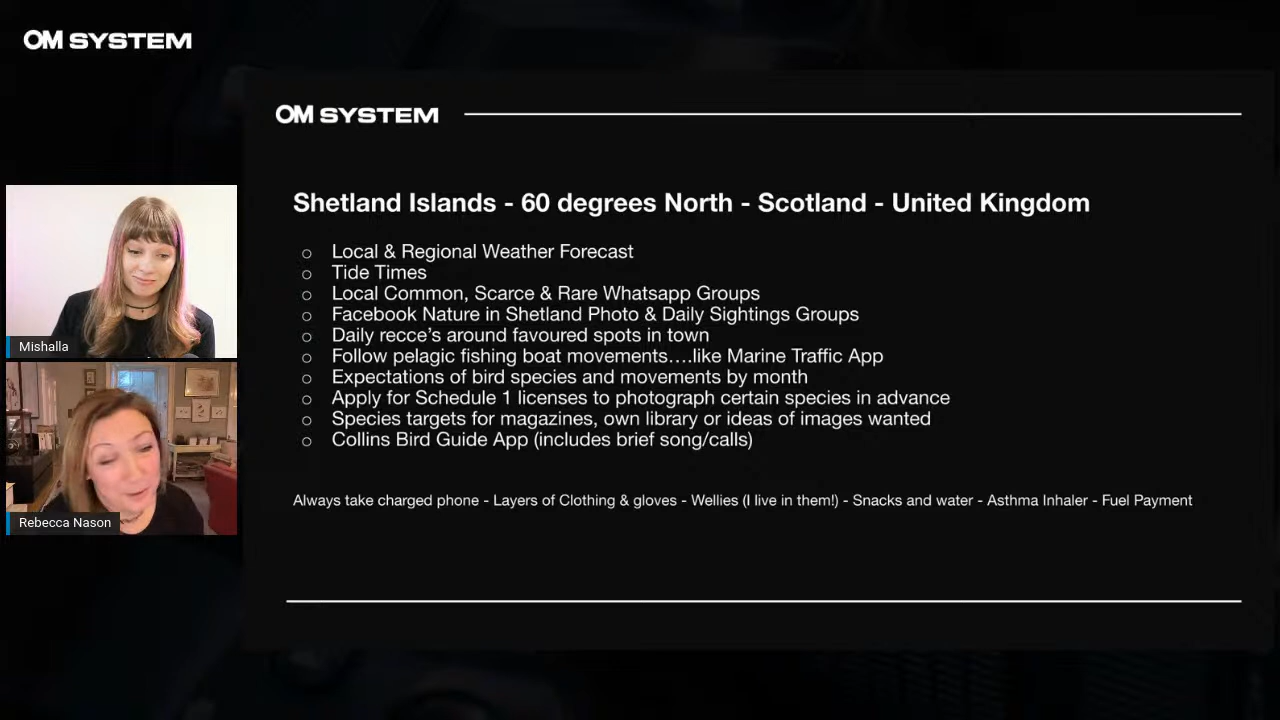 OM SYSTEM
OM SYSTEM
Shetland Islands - 60 degrees North - Scotland - United Kingdom
○ Local & Regional Weather Forecast
○ Tide Times
○ Local Common, Scarce & Rare Whatsapp Groups
○ Facebook Nature in Shetland Photo & Daily Sightings Groups
○ Daily recce's around favoured spots in town
○ Follow pelagic fishing boat movements….like Marine Traffic App
○ Expectations of bird species and movements by month
○ Apply for Schedule 1 licenses to photograph certain species in advance
○ Species targets for magazines, own library or ideas of images wanted
○ Collins Bird Guide App (includes brief song/calls)
Always take charged phone - Layers of Clothing & gloves - Wellies (I live in them!) - Snacks and water - Asthma Inhaler - Fuel Payment
Mishalla
Rebecca Nason